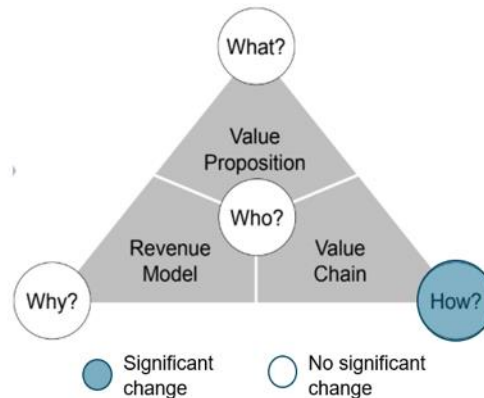 What?
Value
Proposition
Who?
Revenue
Model
Value
Chain
Why?
How?
Significant
change
No significant
change